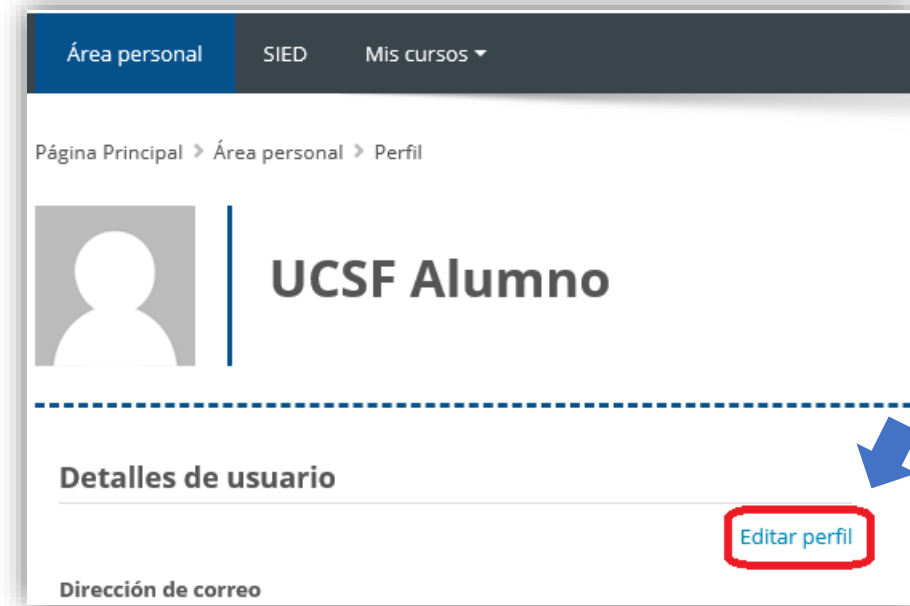 Área personal SIED Mis cursos
Página Principal > Área personal > Perfil
UCSF Alumno
Detalles de usuario
Editar perfil
Dirección de correo